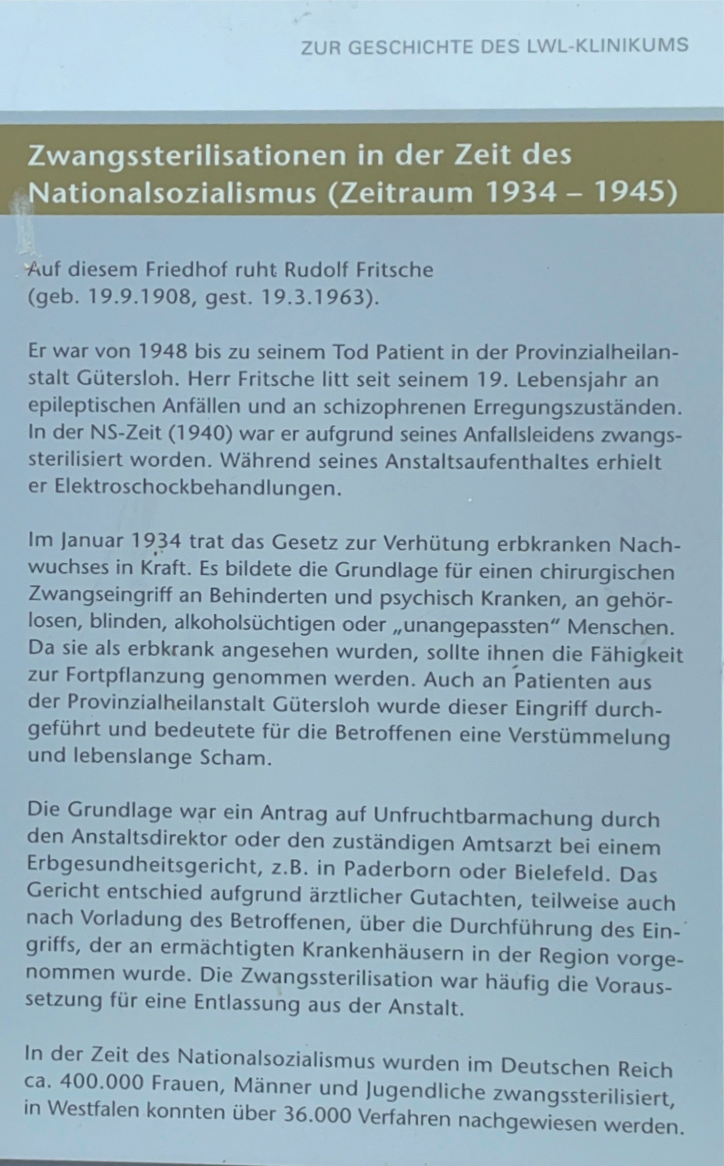 ZUR GESCHICHTE DES LWL-KLINIKUMS
Zwangssterilisationen in der Zeit des
Nationalsozialismus (Zeitraum 1934 – 1945)
Auf diesem Friedhof ruht Rudolf Fritsche
(geb. 19.9.1908, gest. 19.3.1963).
Er war von 1948 bis zu seinem Tod Patient in der Provinzialheilan-
stalt Gütersloh. Herr Fritsche litt seit seinem 19. Lebensjahr an
epileptischen Anfällen und an schizophrenen Erregungszuständen.
In der NS-Zeit (1940) war er aufgrund seines Anfallsleidens zwangs-
sterilisiert worden. Während seines Anstaltsaufenthaltes erhielt
er Elektroschockbehandlungen.
Im Januar 1934 trat das Gesetz zur Verhütung erbkranken Nach-
wuchses in Kraft. Es bildete die Grundlage für einen chirurgischen
Zwangseingriff an Behinderten und psychisch Kranken, an gehör-
losen, blinden, alkoholsüchtigen oder „unangepassten“ Menschen.
Da sie als erbkrank angesehen wurden, sollte ihnen die Fähigkeit
zur Fortpflanzung genommen werden. Auch an Patienten aus
der Provinzialheilanstalt Gütersloh wurde dieser Eingriff durch-
geführt und bedeutete für die Betroffenen eine Verstümmelung
und lebenslange Scham.
Die Grundlage war ein Antrag auf Unfruchtbarmachung durch
den Anstaltsdirektor oder den zuständigen Amtsarzt bei einem
Erbgesundheitsgericht, z.B. in Paderborn oder Bielefeld. Das
Gericht entschied aufgrund ärztlicher Gutachten, teilweise auch
nach Vorladung des Betroffenen, über die Durchführung des Ein-
griffs, der an ermächtigten Krankenhäusern in der Region vorge-
nommen wurde. Die Zwangssterilisation war häufig die Voraus-
setzung für eine Entlassung aus der Anstalt.
In der Zeit des Nationalsozialismus wurden im Deutschen Reich
ca. 400.000 Frauen, Männer und Jugendliche zwangssterilisiert,
in Westfalen konnten über 36.000 Verfahren nachgewiesen werden.